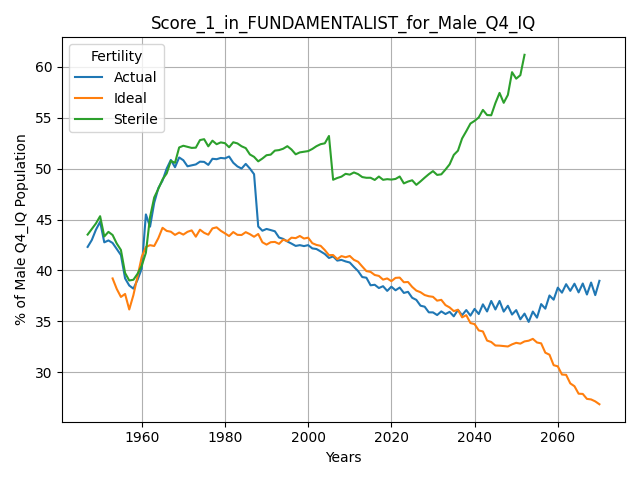 Score_1_in_FUNDAMENTALIST_for_Male_Q4_IQ
Fertility
Actual
Ideal
Sterile
% of Male Q4_IQ Population
60
55
50
45
40
35
30
1960
1980
2000
2020
2040
2060
Years